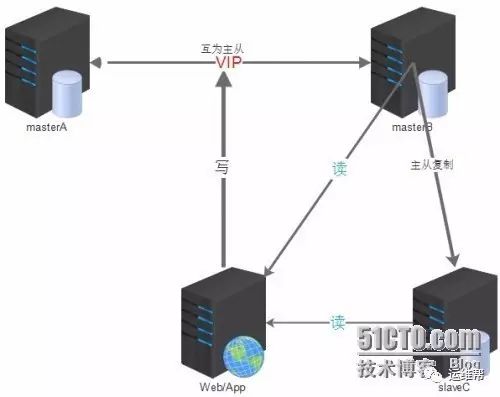 互为主从
VIP
masterA
masterB
写
读
主从复制
读
51CTO.com
技术博客 Blog
Web/App
slaveC
运维帮